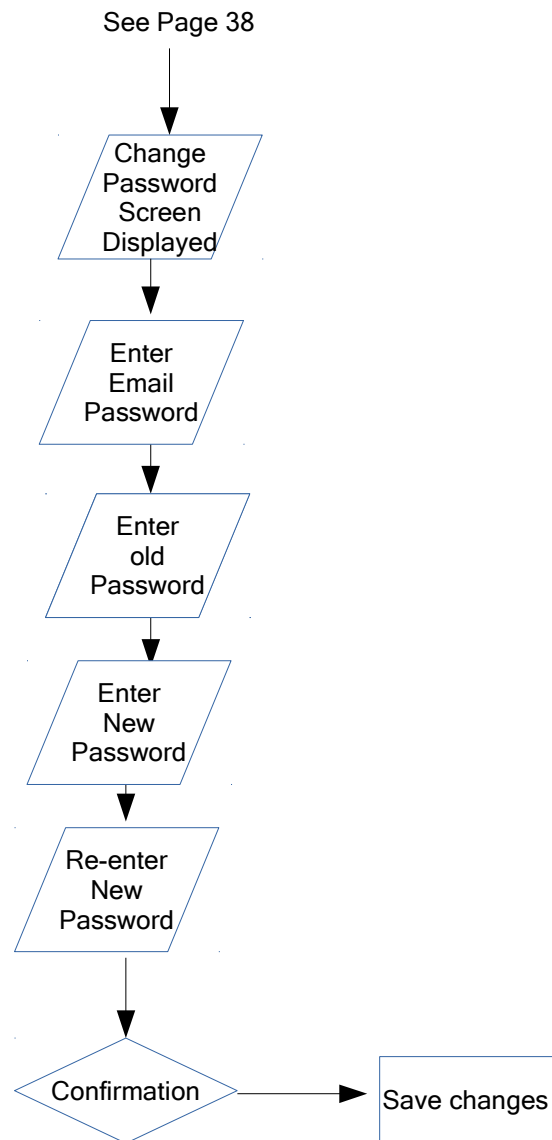 See Page 38
Change
Password
Screen
Displayed
Enter
Email
Password
Enter
old
Password
Enter
New
Password
Re-enter
New
Password
Confirmation
Save changes